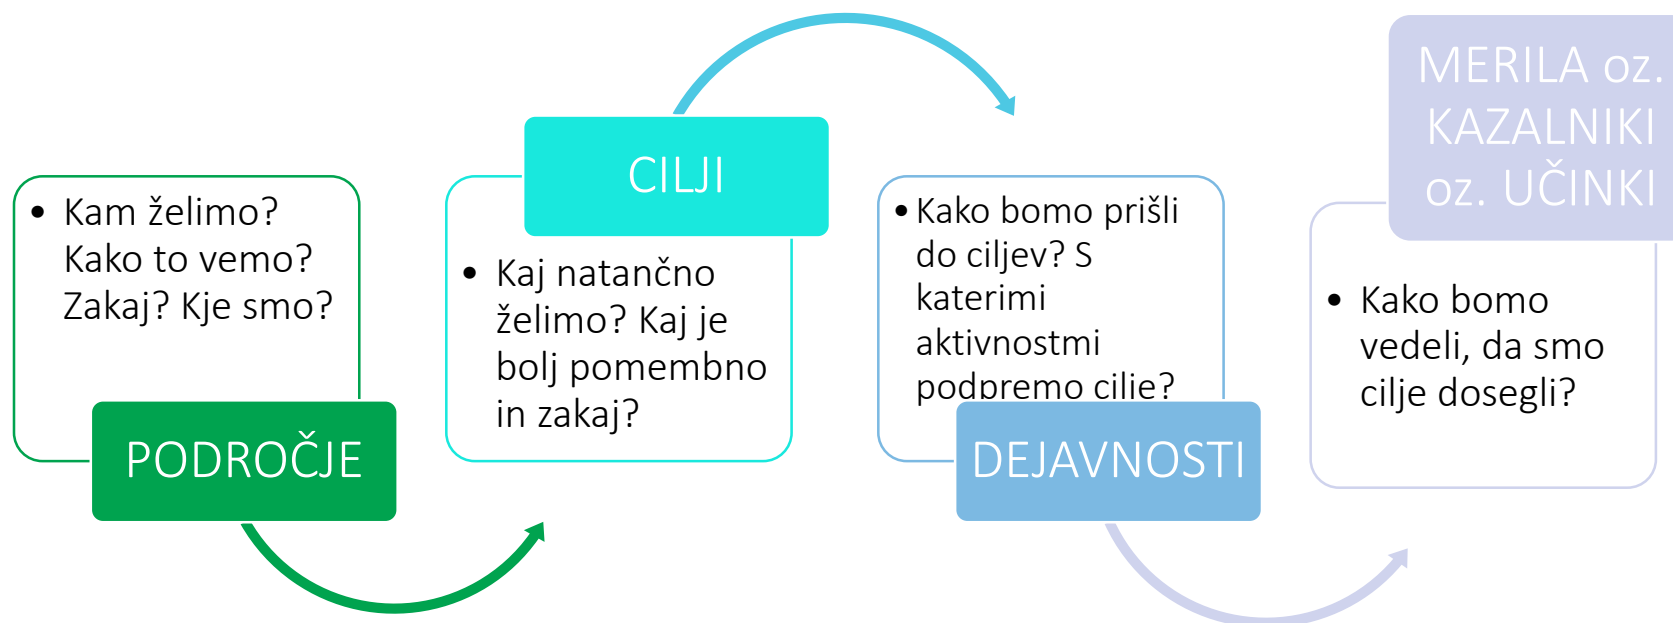 • Kam želimo?
Kako to vemo?
Zakaj? Kje smo?
PODROČJE
CILJI
• Kaj natančno
želimo? Kaj je
bolj pomembno
in zakaj?
• Kako bomo prišli
do ciljev? S
katerimi
aktivnostmi
podpremo cilje?
DEJAVNOSTI
MERILA oz.
KAZALNIKI
oz. UČINKI
• Kako bomo
vedeli, da smo
cilje dosegli?